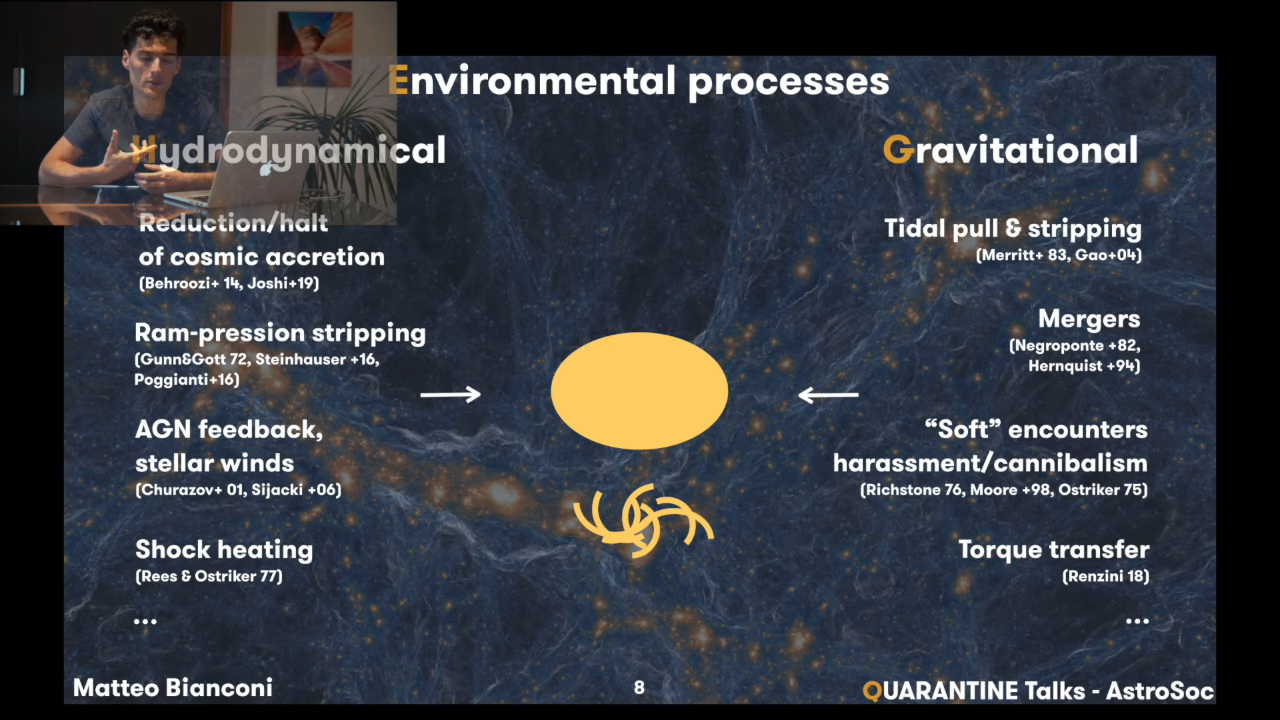 Environmental processes
Hydrodynamical
Reduction/halt
of cosmic accretion
(Behroozi+ 14, Joshi+19)
Ram-pression stripping
(Gunn&Gott 72, Steinhauser +16,
Poggianti+16)
AGN feedback,
stellar winds
(Churazov+ 01, Sijacki +06)
Shock heating
(Rees & Ostriker 77)
...
Gravitational
Tidal pull & stripping
(Merritt+ 83, Gao+04)
Mergers
(Negroponte +82,
Hernquist +94)
“Soft” encounters
harassment/cannibalism
(Richstone 76, Moore +98, Ostriker 75)
Torque transfer
(Renzini 18)
...
Matteo Bianconi
8
QUARANTINE Talks - AstroSoc